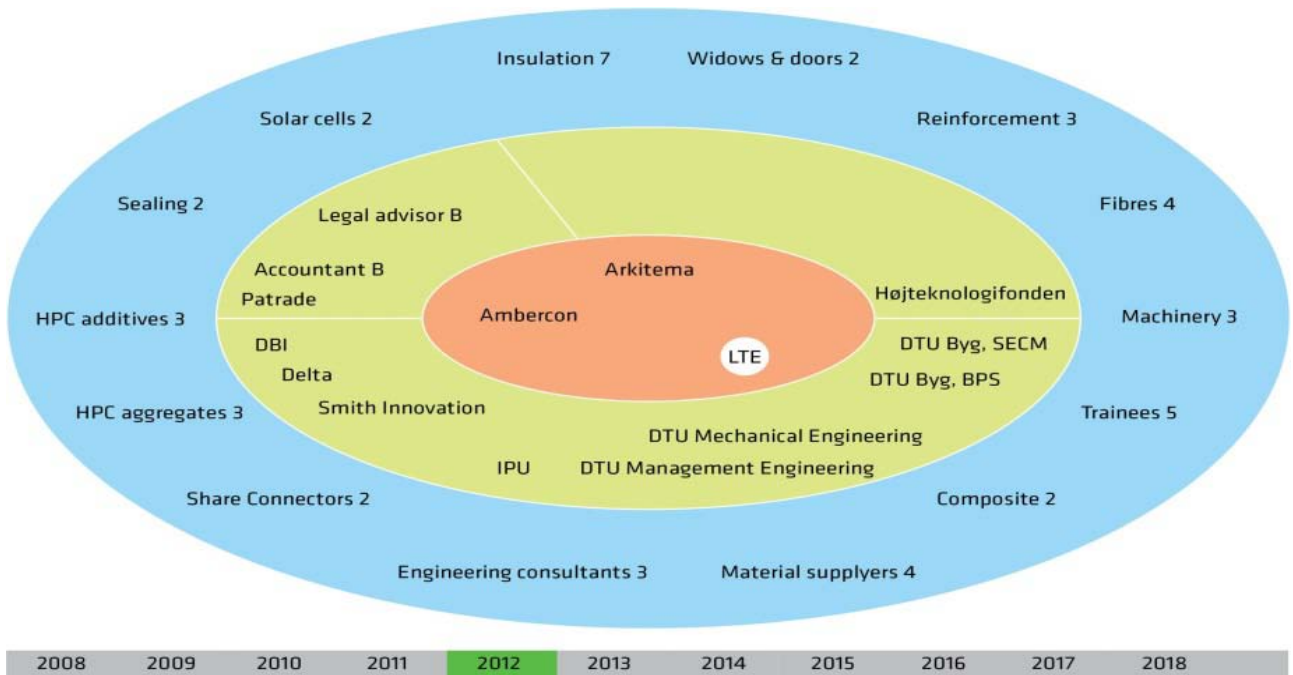 Insulation 7
Widows & doors 2
Solar cells 2
Reinforcement 3
Sealing 2
Fibres 4
Legal advisor B
Accountant B
Arkitema
Patrade
Højteknologifonden
HPC additives 3
Ambercon
Machinery 3
DBI
DTU Byg, SECM
LTE
Delta
DTU Byg, BPS
HPC aggregates 3
Smith Innovation
Trainees 5
DTU Mechanical Engineering
IPU
DTU Management Engineering
Share Connectors 2
Composite 2
Engineering consultants 3
Material supplyers 4
2008 2009 2010 2011 2012 2013 2014 2015 2016 2017 2018